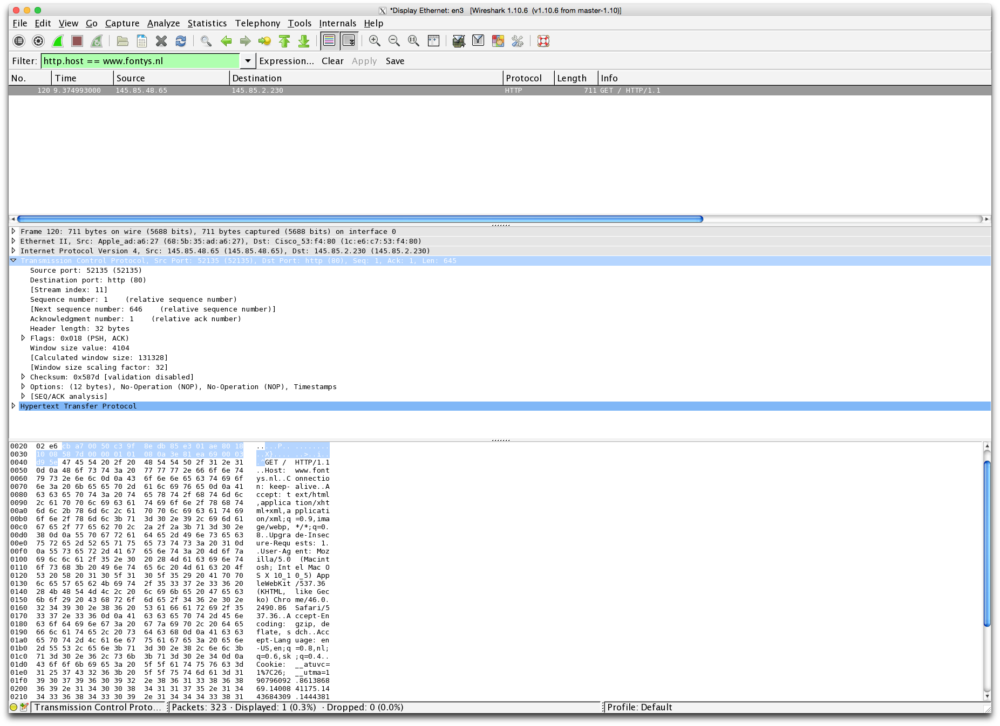 *Display Ethernet: en3   [Wireshark 1.10.6  (v1.10.6 from master-1.10)]
File Edit View Go Capture Analyze Statistics Telephony Tools Internals Help
Filter: http.host == www.fontys.nl Expression... Clear Apply Save
No. Time Source Destination Protocol Length Info
120 9.374993000 145.85.48.65 145.85.2.230 HTTP 711 GET / HTTP/1.1
Frame 120: 711 bytes on wire (5688 bits), 711 bytes captured (5688 bits) on interface 0
Ethernet II, Src: Apple_ad:a6:27 (68:5b:35:ad:a6:27), Dst: Cisco_53:f4:80 (1c:e6:c7:53:f4:80)
Internet Protocol Version 4, Src: 145.85.48.65 (145.85.48.65), Dst: 145.85.2.230 (145.85.2.230)
Transmission Control Protocol, Src Port: 52135 (52135), Dst Port: http (80), Seq: 1, Ack: 1, Len: 645
Source port: 52135 (52135)
Destination port: http (80)
[Stream index: 11]
Sequence number: 1    (relative sequence number)
[Next sequence number: 646    (relative sequence number)]
Acknowledgment number: 1    (relative ack number)
Header length: 32 bytes
Flags: 0x018 (PSH, ACK)
Window size value: 4104
[Calculated window size: 131328]
[Window size scaling factor: 32]
Checksum: 0x587d [validation disabled]
Options: (12 bytes), No-Operation (NOP), No-Operation (NOP), Timestamps
[SEQ/ACK analysis]
Hypertext Transfer Protocol
0020  02 e6 cb a7 00 50 c3 9f  8e db 85 e3 01 ae 80 18   .....P.. ........
0030  10 08 58 7d 00 00 01 01  08 0a 3e 81 ea 69 00 03   ..X}.... ..>..i..
0040  d9 5e 47 45 54 20 2f 20  48 54 54 50 2f 31 2e 31   .^GET /  HTTP/1.1
0050  0d 0a 48 6f 73 74 3a 20  77 77 77 2e 66 6f 6e 74   ..Host:  www.font
0060  79 73 2e 6e 6c 0d 0a 43  6f 6e 6e 65 63 74 69 6f   ys.nl..C onnectio
0070  6e 3a 20 6b 65 65 70 2d  61 6c 69 76 65 0d 0a 41   n: keep- alive..A
0080  63 63 65 70 74 3a 20 74  65 78 74 2f 68 74 6d 6c   ccept: t ext/html
0090  2c 61 70 70 6c 69 63 61  74 69 6f 6e 2f 78 68 74   ,applica tion/xht
00a0  6d 6c 2b 78 6d 6c 2c 61  70 70 6c 69 63 61 74 69   ml+xml,a pplicati
00b0  6f 6e 2f 78 6d 6c 3b 71  3d 30 2e 39 2c 69 6d 61   on/xml;q =0.9,ima
00c0  67 65 2f 77 65 62 70 2c  2a 2f 2a 3b 71 3d 30 2e   ge/webp, */*;q=0.
00d0  38 0d 0a 55 70 67 72 61  64 65 2d 49 6e 73 65 63   8..Upgra de-Insec
00e0  75 72 65 2d 52 65 71 75  65 73 74 73 3a 20 31 0d   ure-Requ ests: 1.
00f0  0a 55 73 65 72 2d 41 67  65 6e 74 3a 20 4d 6f 7a   .User-Ag ent: Moz
0100  69 6c 6c 61 2f 35 2e 30  20 28 4d 61 63 69 6e 74   illa/5.0  (Macint
0110  6f 73 68 3b 20 49 6e 74  65 6c 20 4d 61 63 20 4f   osh; Int el Mac O
0120  53 20 58 20 31 30 5f 31  30 5f 35 29 20 41 70 70   S X 10_1 0_5) App
0130  6c 65 57 65 62 4b 69 74  2f 35 33 37 2e 33 36 20   leWebKit /537.36
0140  28 4b 48 54 4d 4c 2c 20  6c 69 6b 65 20 47 65 63   (KHTML,  like Gec
0150  6b 6f 29 20 43 68 72 6f  6d 65 2f 34 36 2e 30 2e   ko) Chro me/46.0.
0160  32 34 39 30 2e 38 36 20  53 61 66 61 72 69 2f 35   2490.86  Safari/5
0170  33 37 2e 33 36 0d 0a 41  63 63 65 70 74 2d 45 6e   37.36..A ccept-En
0180  63 6f 64 69 6e 67 3a 20  67 7a 69 70 2c 20 64 65   coding:  gzip, de
0190  66 6c 61 74 65 2c 20 73  64 63 68 0d 0a 41 63 63   flate, s dch..Acc
01a0  65 70 74 2d 4c 61 6e 67  75 61 67 65 3a 20 65 6e   ept-Lang uage: en
01b0  2d 55 53 2c 65 6e 3b 71  3d 30 2e 38 2c 6e 6c 3b   -US,en;q =0.8,nl;
01c0  71 3d 30 2e 36 2c 73 6b  3b 71 3d 30 2e 34 0d 0a   q=0.6,sk ;q=0.4..
01d0  43 6f 6f 6b 69 65 3a 20  5f 5f 61 74 75 76 63 3d   Cookie:  __atuvc=
01e0  31 25 37 43 32 36 3b 20  5f 5f 75 74 6d 61 3d 31   1%7C26;  __utma=1
01f0  39 30 37 39 36 30 39 32  2e 38 36 31 33 38 36 38   90796092 .8613868
0200  36 39 2e 31 34 30 30 38  34 31 31 37 35 2e 31 34   69.14008 41175.14
0210  34 33 36 38 34 33 30 39  2e 31 34 34 34 33 38 31   43684309 .1444381
Transmission Control Proto... Packets: 323 · Displayed: 1 (0.3%)  · Dropped: 0 (0.0%) Profile: Default